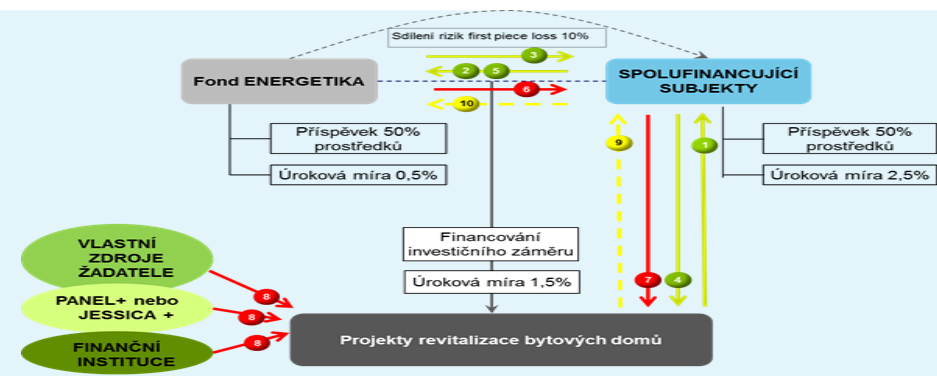 Sdílení rizik first piece loss 10%
3
2
5
6
10
Fond ENERGETIKA
SPOLUFINANCUJÍCÍ
SUBJEKTY
Příspěvek 50%
prostředků
Úroková míra 0,5%
9
1
Příspěvek 50%
prostředků
Úroková míra 2,5%
Financování
investičního záměru
Úroková míra 1,5%
7
4
VLASTNÍ
ZDROJE
ŽADATELE
8
PANEL+ nebo
JESSICA +
8
FINANČNÍ
INSTITUCE
8
Projekty revitalizace bytových domů